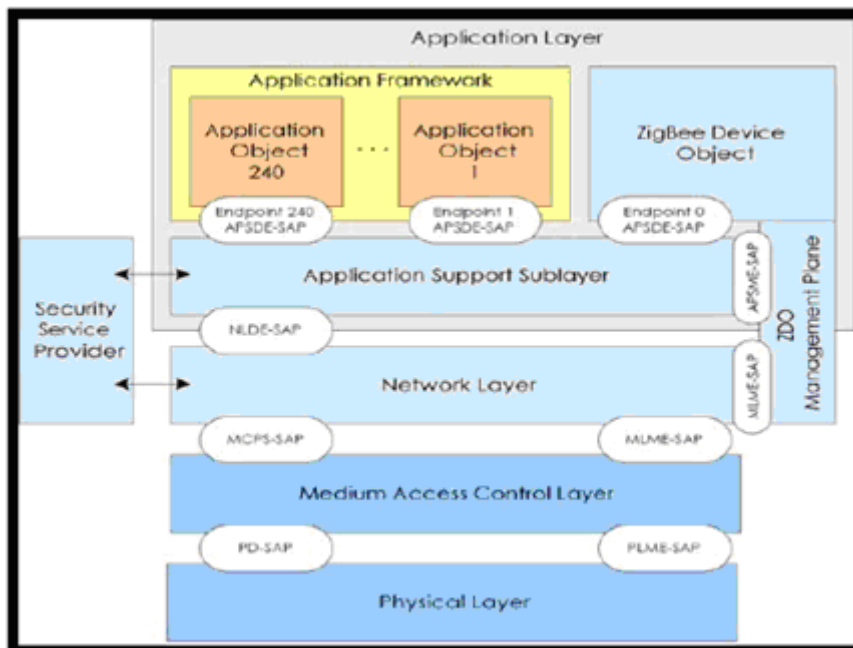 Application Layer
Application Framework
Application
Object
240
...
Application
Object
1
ZigBee Device
Object
Endpoint 240
APSDE-SAP
Endpoint 1
APSDE-SAP
Endpoint 0
APSDE-SAP
Security
Service
Provider
Application Support Sublayer
APSME-SAP
ZDO
Management Plane
NLDE-SAP
Network Layer
MLME-SAP
MCPS-SAP
MLME-SAP
Medium Access Control Layer
PD-SAP
PLME-SAP
Physical Layer